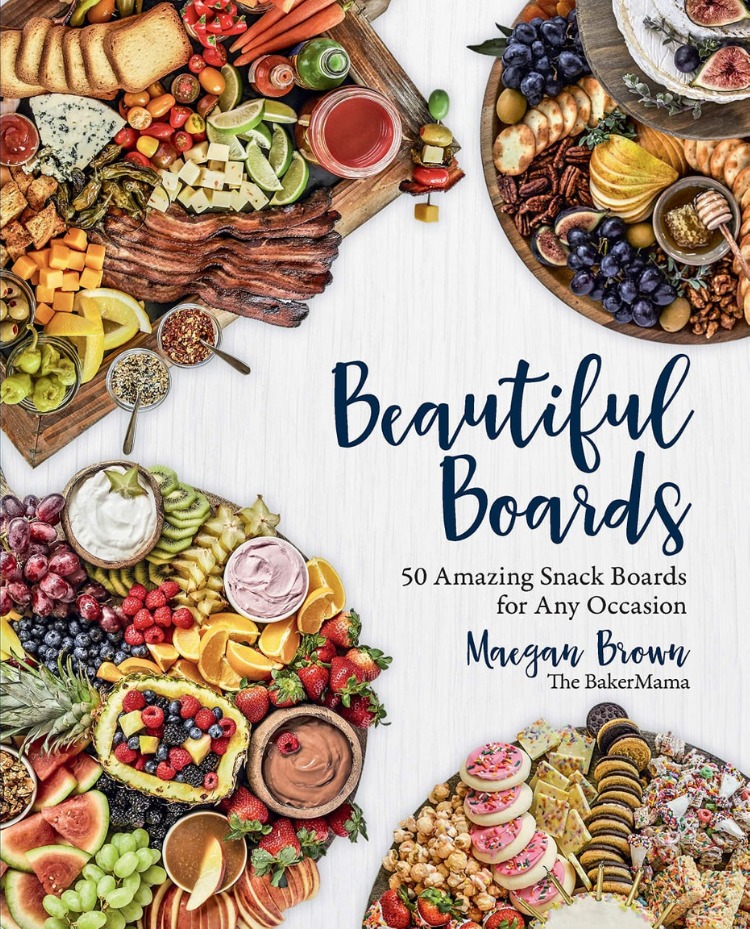 Beautiful
Boards
50 Amazing Snack Boards
for Any Occasion
Maegan Brown
The BakerMama